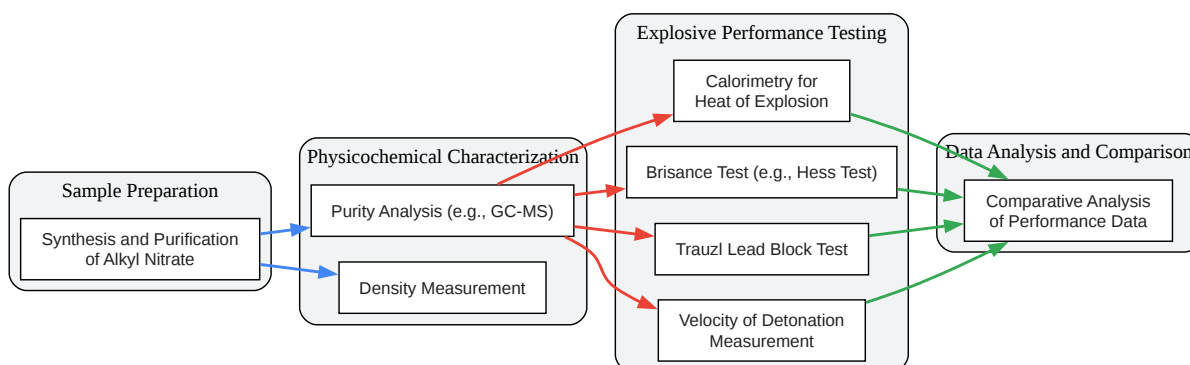 Sample Preparation
Synthesis and Purification
of Alkyl Nitrate
Physicochemical Characterization
Purity Analysis (e.g., GC-MS)
Density Measurement
Explosive Performance Testing
Calorimetry for
Heat of Explosion
Brisance Test (e.g., Hess Test)
Trauzl Lead Block Test
Velocity of Detonation
Measurement
Data Analysis and Comparison
Comparative Analysis
of Performance Data